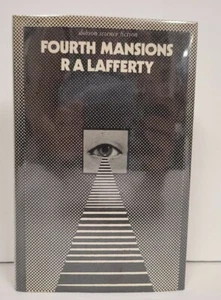 dobson science fiction
FOURTH MANSIONS
R A LAFFERTY